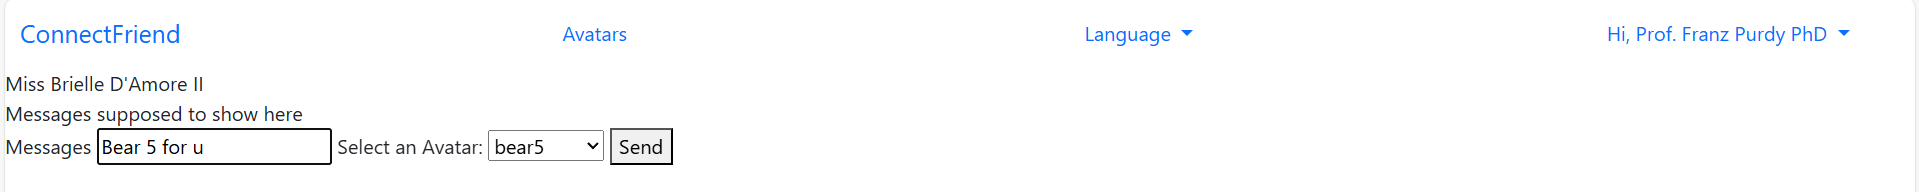 ConnectFriend Avatars Language Hi, Prof. Franz Purdy PhD
Miss Brielle D'Amore II
Messages supposed to show here
Messages Bear 5 for u Select an Avatar: bear5 Send